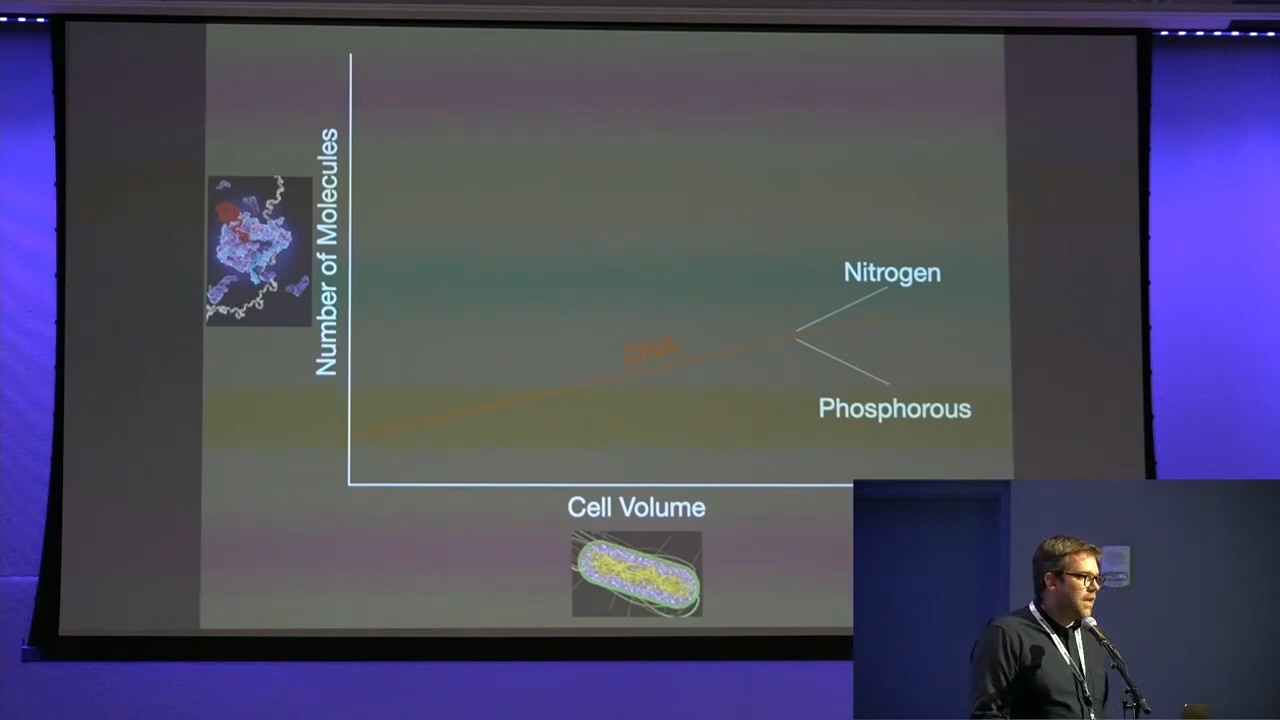 Number of Molecules
Nitrogen
DNA
Phosphorous
Cell Volume